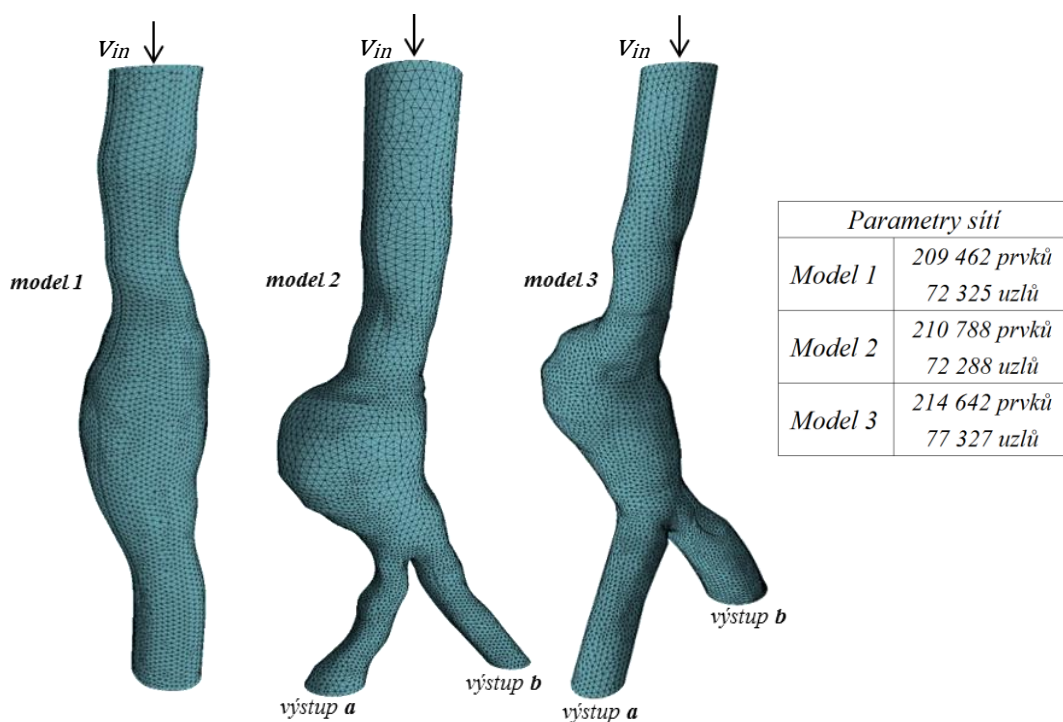 Vin
Vin
Vin
model 1
model 2
model 3
výstup a
výstup b
výstup a
výstup b
Parametry sítí
Model 1
209 462 prvků
72 325 uzlů
Model 2
210 788 prvků
72 288 uzlů
Model 3
214 642 prvků
77 327 uzlů